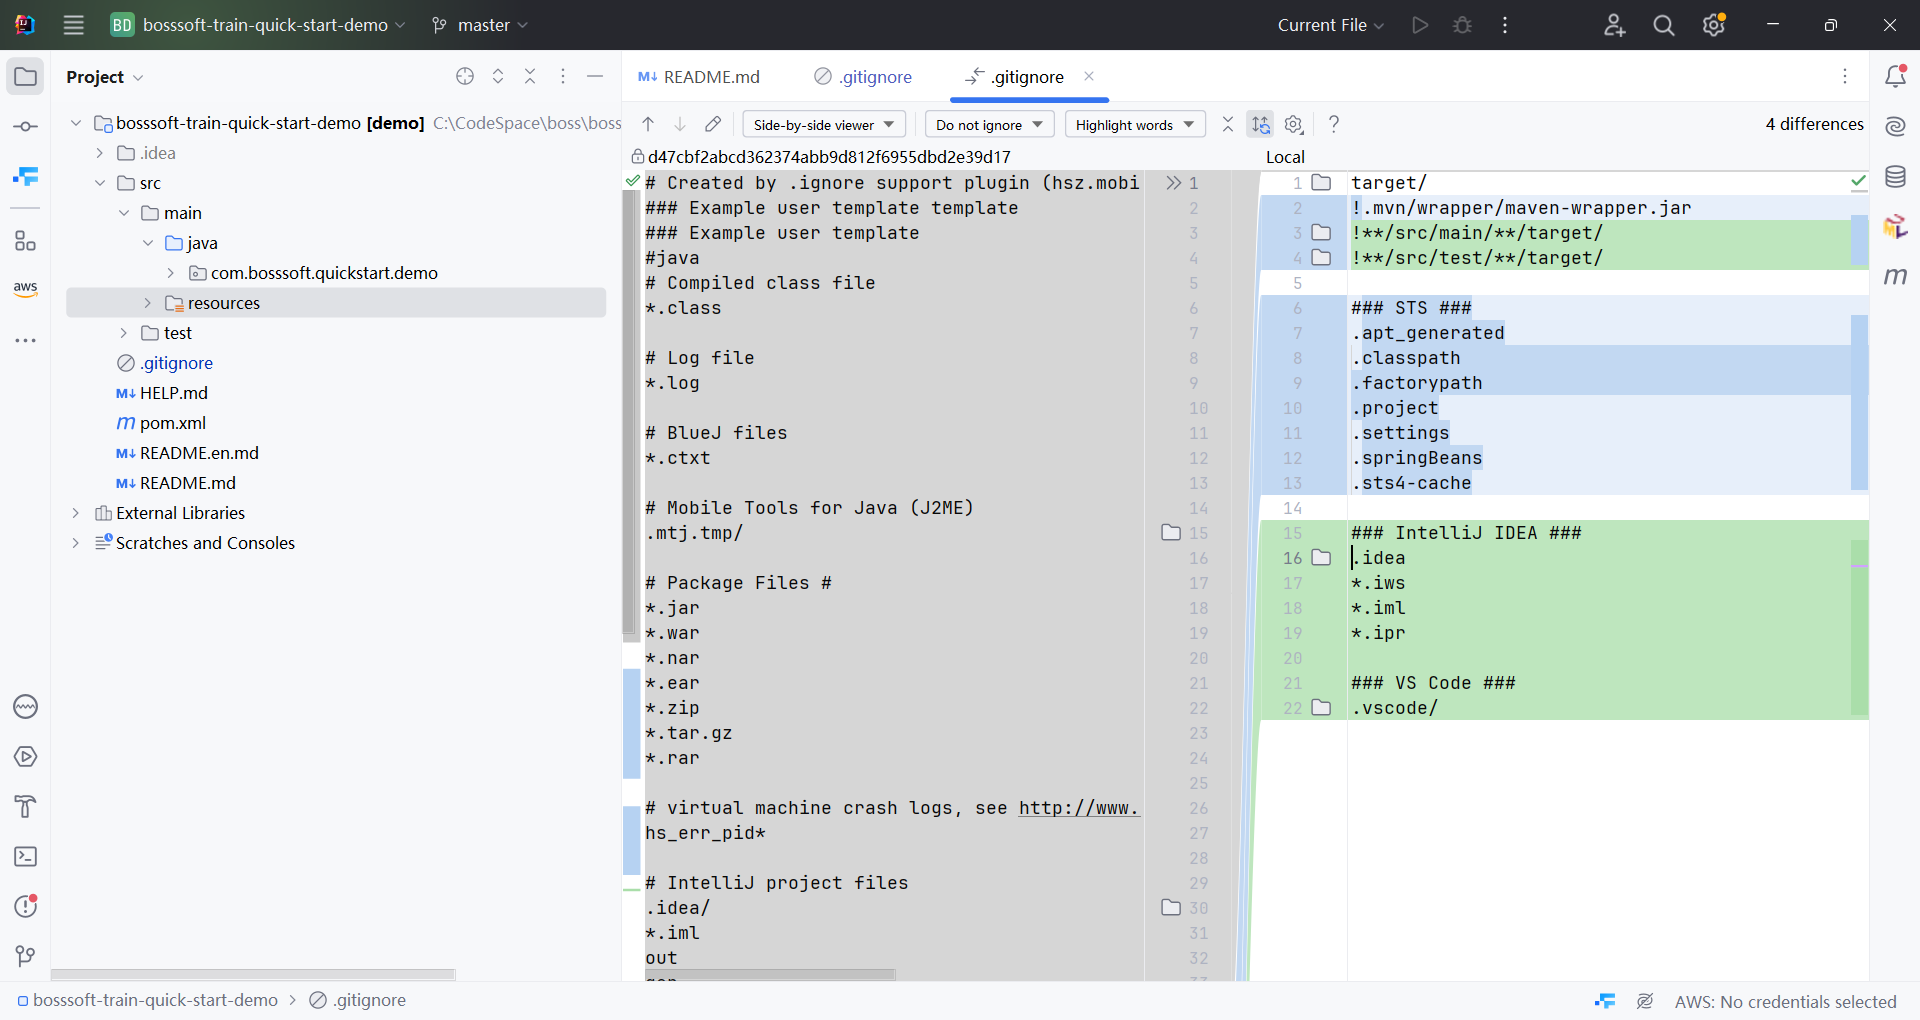 BD bosssoft-train-quick-start-demo master Current File
Project
bosssoft-train-quick-start-demo [demo] C:\CodeSpace\boss\boss
.idea
src
main
java
com.bosssoft.quickstart.demo
resources
test
.gitignore
M↓ HELP.md
m pom.xml
M↓ README.en.md
M↓ README.md
External Libraries
Scratches and Consoles
aws
M↓ README.md .gitignore .gitignore
Side-by-side viewer Do not ignore Highlight words ? 4 differences
d47cbf2abcd362374abb9d812f6955dbd2e39d17 Local
# Created by .ignore support plugin (hsz.mobi 1
### Example user template template 2
### Example user template 3
#java 4
# Compiled class file 5
*.class 6
7
# Log file 8
*.log 9
10
# BlueJ files 11
*.ctxt 12
13
# Mobile Tools for Java (J2ME) 14
.mtj.tmp/ 15
16
# Package Files # 17
*.jar 18
*.war 19
*.nar 20
*.ear 21
*.zip 22
*.tar.gz 23
*.rar 24
25
# virtual machine crash logs, see http://www. 26
hs_err_pid* 27
28
# IntelliJ project files 29
.idea/ 30
*.iml 31
out 32
1 target/
2 !.mvn/wrapper/maven-wrapper.jar
3 !**/src/main/**/target/
4 !**/src/test/**/target/
5
6 ### STS ###
7 .apt_generated
8 .classpath
9 .factorypath
10 .project
11 .settings
12 .springBeans
13 .sts4-cache
14
15 ### IntelliJ IDEA ###
16 .idea
17 *.iws
18 *.iml
19 *.ipr
20
21 ### VS Code ###
22 .vscode/
m
bosssoft-train-quick-start-demo > .gitignore
AWS: No credentials selected